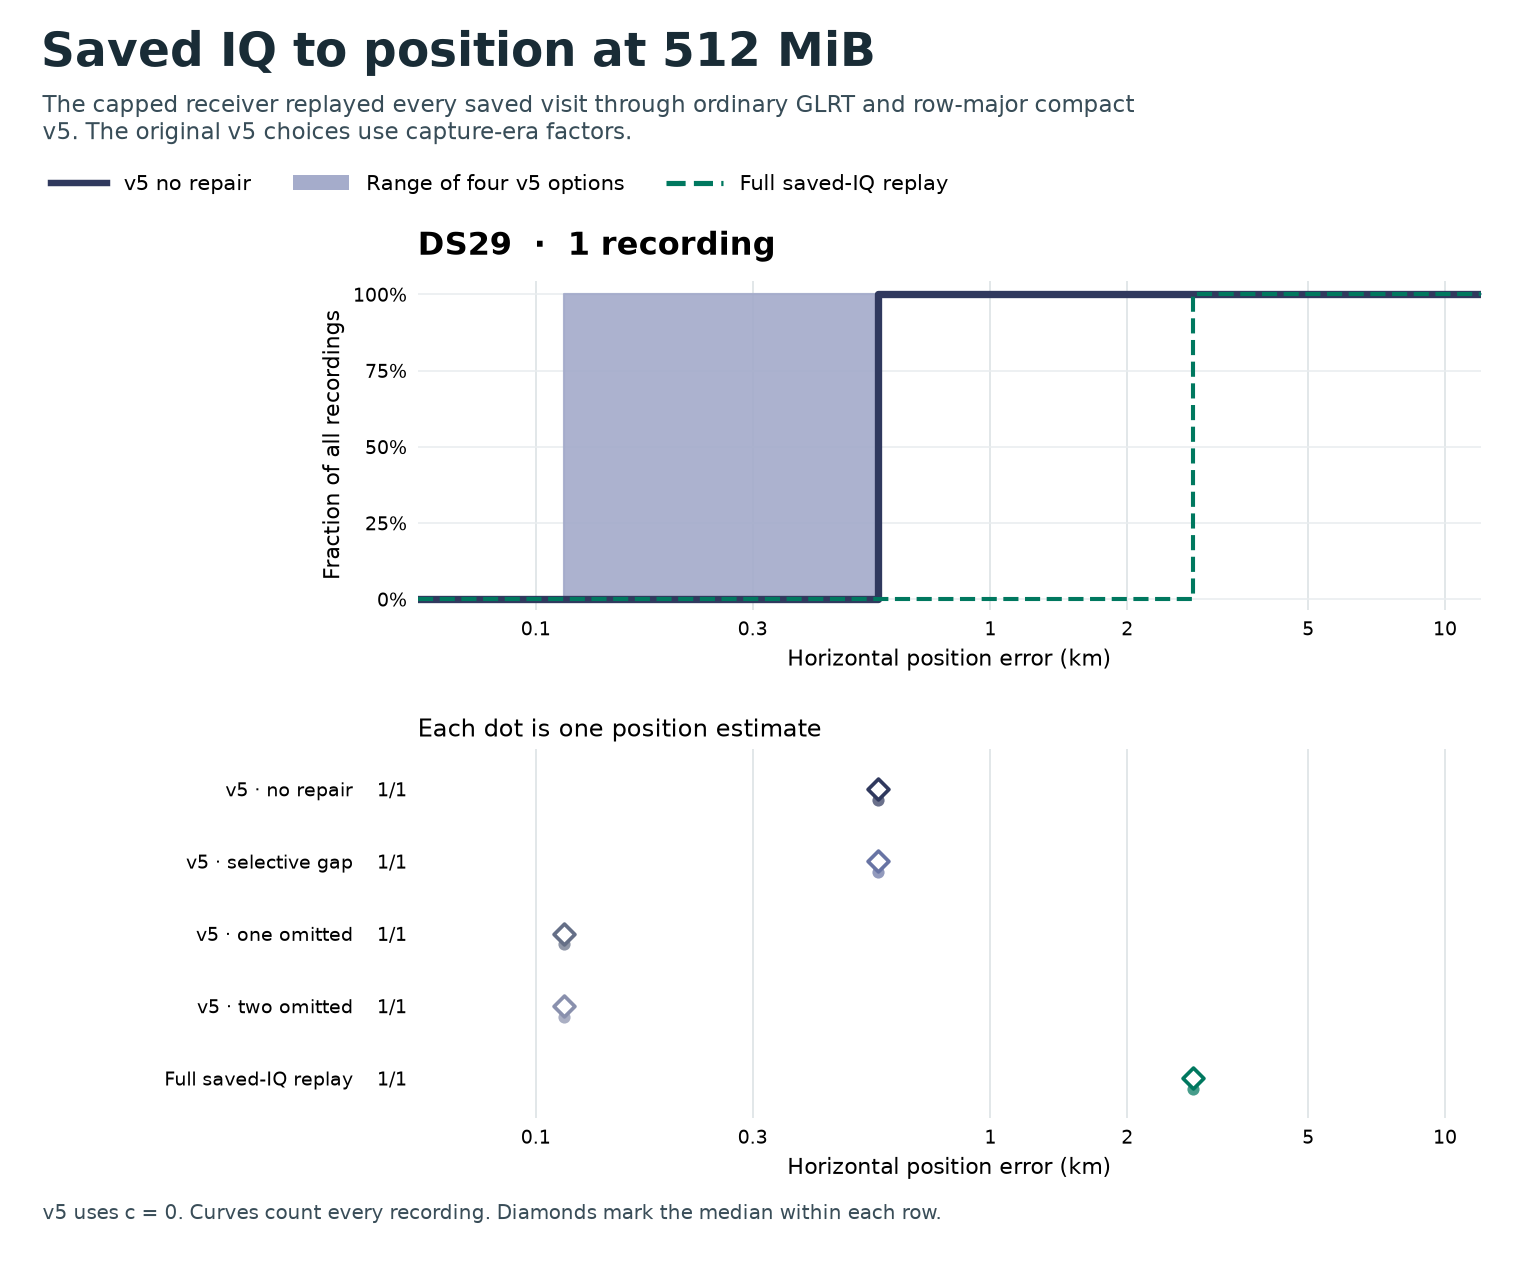 Saved IQ to position at 512 MiB
The capped receiver replayed every saved visit through ordinary GLRT and row-major compact
v5. The original v5 choices use capture-era factors.
v5 no repair
Range of four v5 options
Full saved-IQ replay
DS29 · 1 recording
Fraction of all recordings
100%
75%
50%
25%
0%
0.1 0.3 1 2 5 10
Horizontal position error (km)
Each dot is one position estimate
v5 · no repair 1/1
v5 · selective gap 1/1
v5 · one omitted 1/1
v5 · two omitted 1/1
Full saved-IQ replay 1/1
0.1 0.3 1 2 5 10
Horizontal position error (km)
v5 uses c = 0. Curves count every recording. Diamonds mark the median within each row.